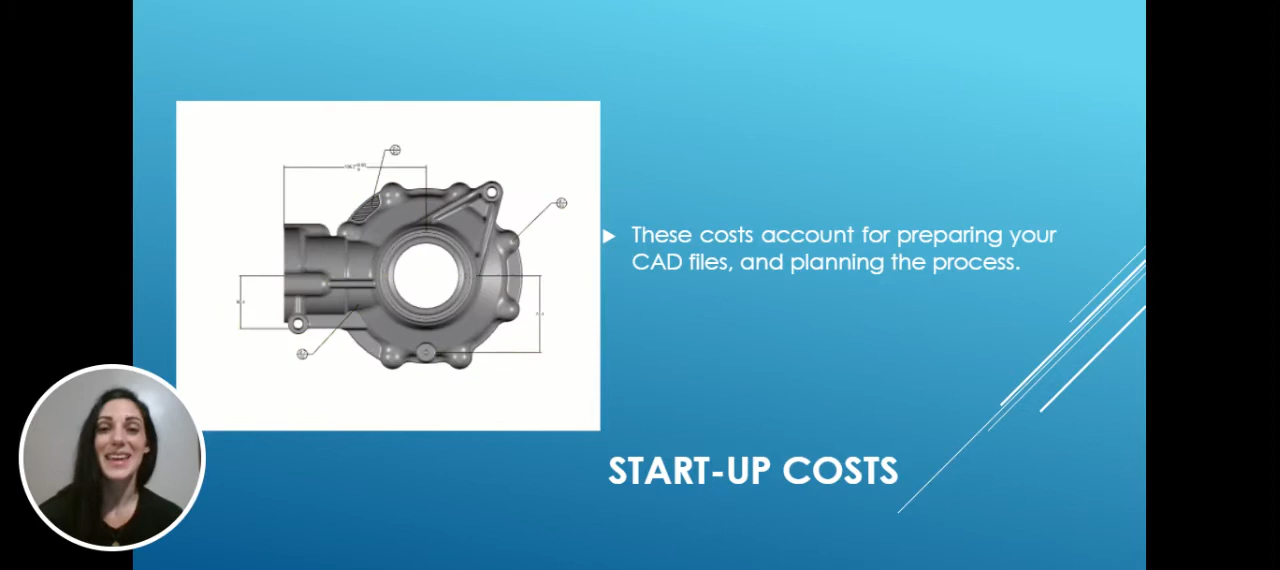 These costs account for preparing your
CAD files, and planning the process.
START-UP COSTS